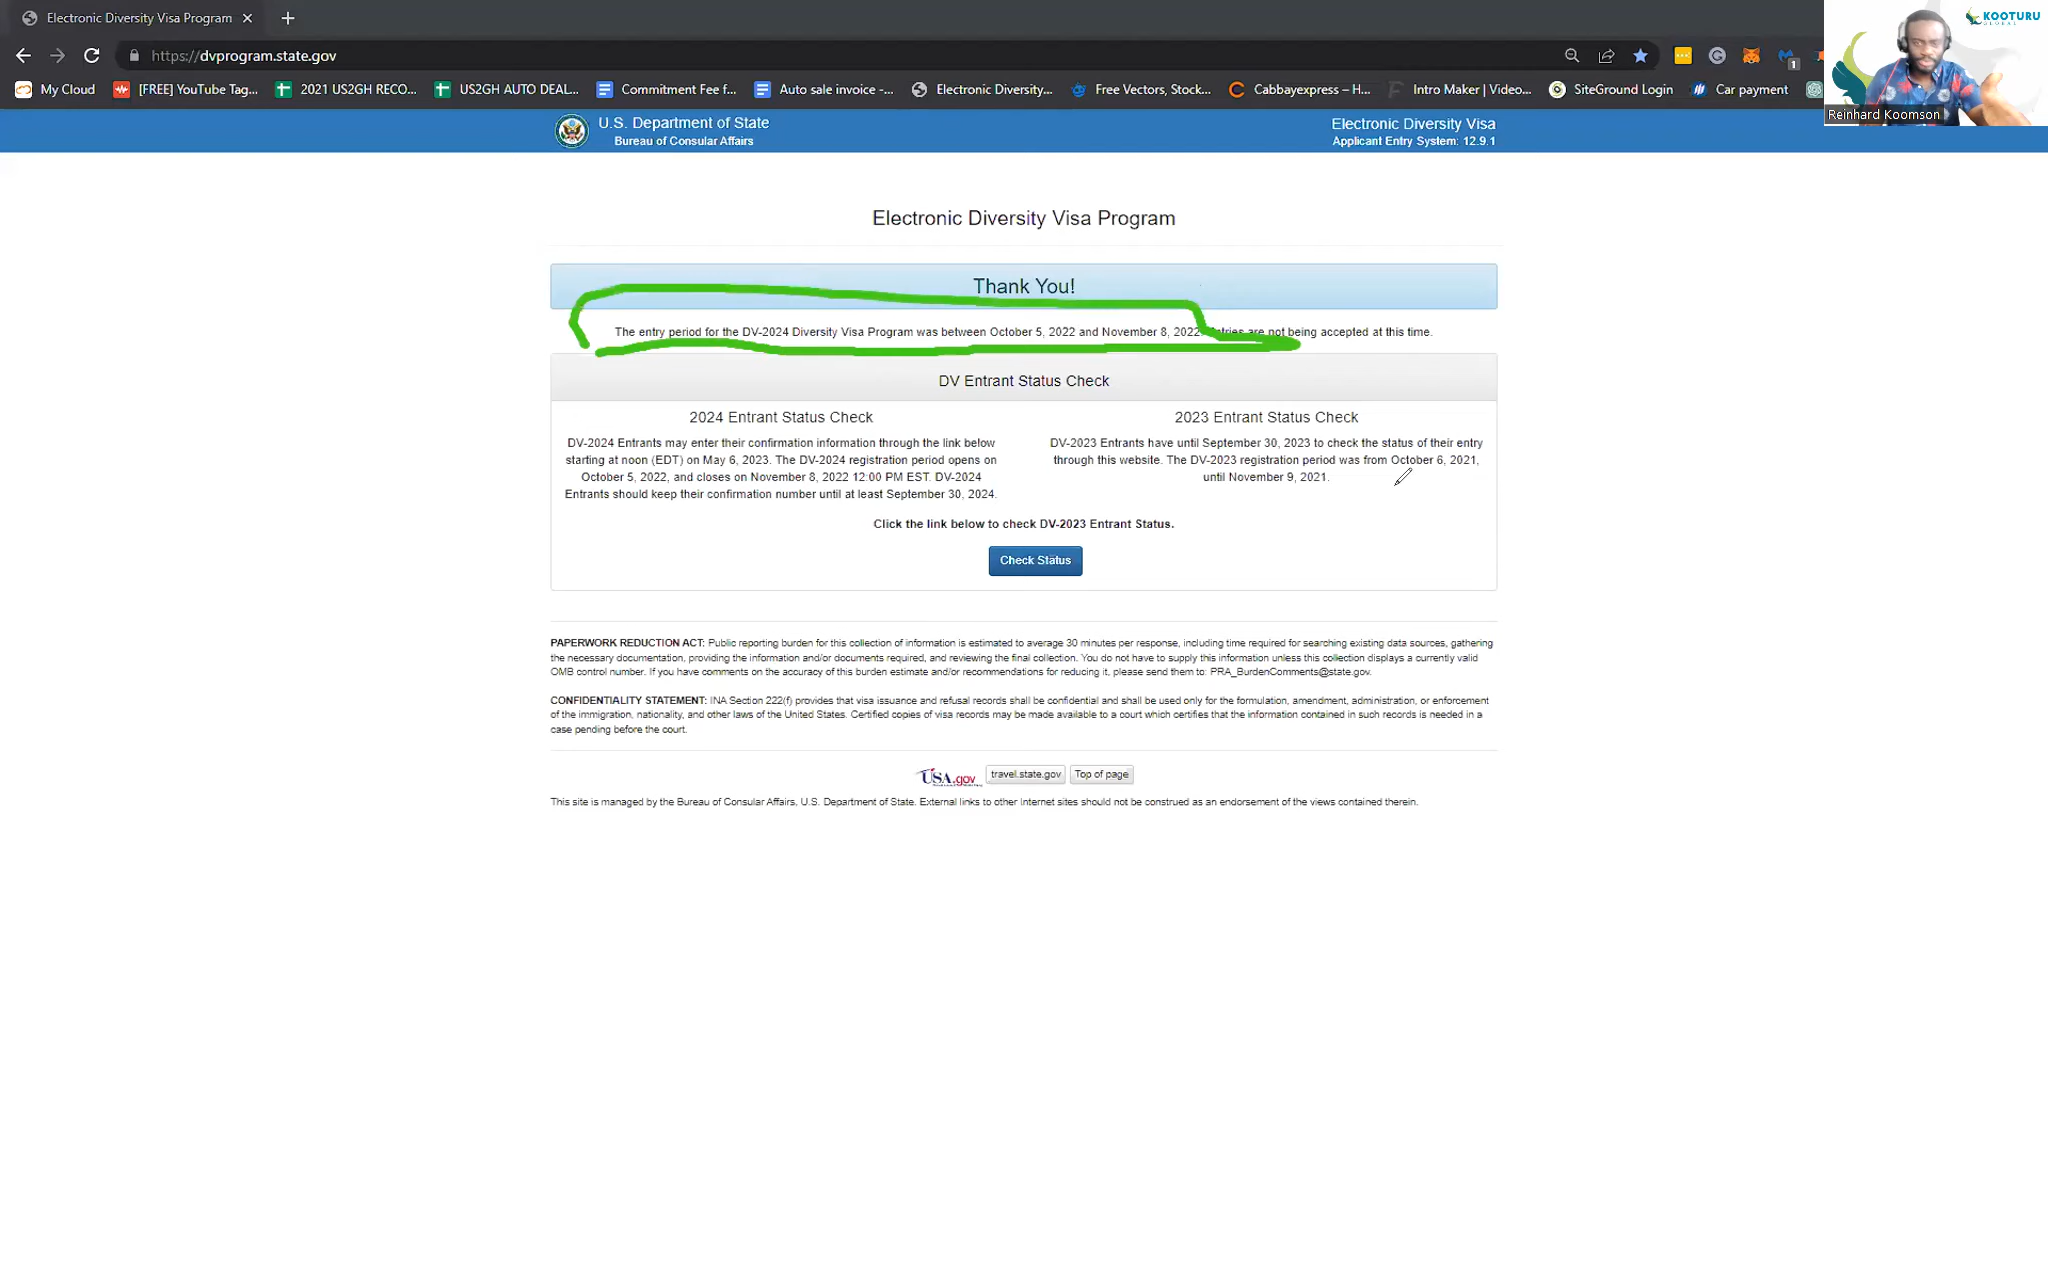 Electronic Diversity Visa Program
https://dvprogram.state.gov
1
My Cloud
[FREE] YouTube Tag...
2021 US2GH RECO...
US2GH AUTO DEAL...
Commitment Fee f...
Auto sale invoice -...
Electronic Diversity...
Free Vectors, Stock...
Cabbayexpress – H...
Intro Maker | Video...
SiteGround Login
Car payment
KOOTURU
GLOBAL
Reinhard Koomson
U.S. Department of State
Bureau of Consular Affairs
Electronic Diversity Visa
Applicant Entry System: 12.9.1
Electronic Diversity Visa Program
Thank You!
The entry period for the DV-2024 Diversity Visa Program was between October 5, 2022 and November 8, 2022. Entries are not being accepted at this time.
DV Entrant Status Check
2024 Entrant Status Check
DV-2024 Entrants may enter their confirmation information through the link below
starting at noon (EDT) on May 6, 2023. The DV-2024 registration period opens on
October 5, 2022, and closes on November 8, 2022 12:00 PM EST. DV-2024
Entrants should keep their confirmation number until at least September 30, 2024.
2023 Entrant Status Check
DV-2023 Entrants have until September 30, 2023 to check the status of their entry
through this website. The DV-2023 registration period was from October 6, 2021,
until November 9, 2021.
Click the link below to check DV-2023 Entrant Status.
Check Status
PAPERWORK REDUCTION ACT: Public reporting burden for this collection of information is estimated to average 30 minutes per response, including time required for searching existing data sources, gathering
the necessary documentation, providing the information and/or documents required, and reviewing the final collection. You do not have to supply this information unless this collection displays a currently valid
OMB control number. If you have comments on the accuracy of this burden estimate and/or recommendations for reducing it, please send them to: PRA_BurdenComments@state.gov.
CONFIDENTIALITY STATEMENT: INA Section 222(f) provides that visa issuance and refusal records shall be confidential and shall be used only for the formulation, amendment, administration, or enforcement
of the immigration, nationality, and other laws of the United States. Certified copies of visa records may be made available to a court which certifies that the information contained in such records is needed in a
case pending before the court.
USA.gov
travel.state.gov
Top of page
This site is managed by the Bureau of Consular Affairs, U.S. Department of State. External links to other Internet sites should not be construed as an endorsement of the views contained therein.